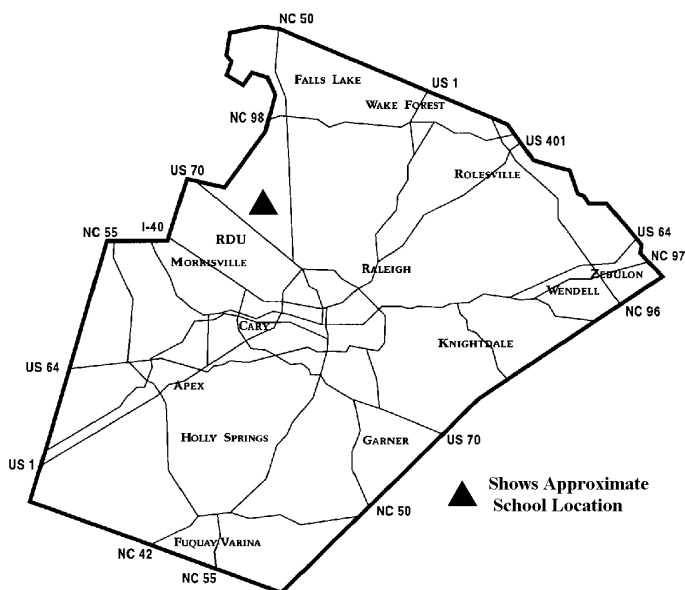 NC 50
FALLS LAKE
US 1
WAKE FOREST
NC 98
US 401
US 70
ROLESVILLE
I-40
NC 55
RDU
US 64
MORRISVILLE
RALEIGH
NC 97
ZEBULON
WENDELL
NC 96
CARY
KNIGHTDALE
US 64
APEX
HOLLY SPRINGS
GARNER
US 70
US 1
Shows Approximate
School Location
NC 50
FUQUAY VARINA
NC 42
NC 55